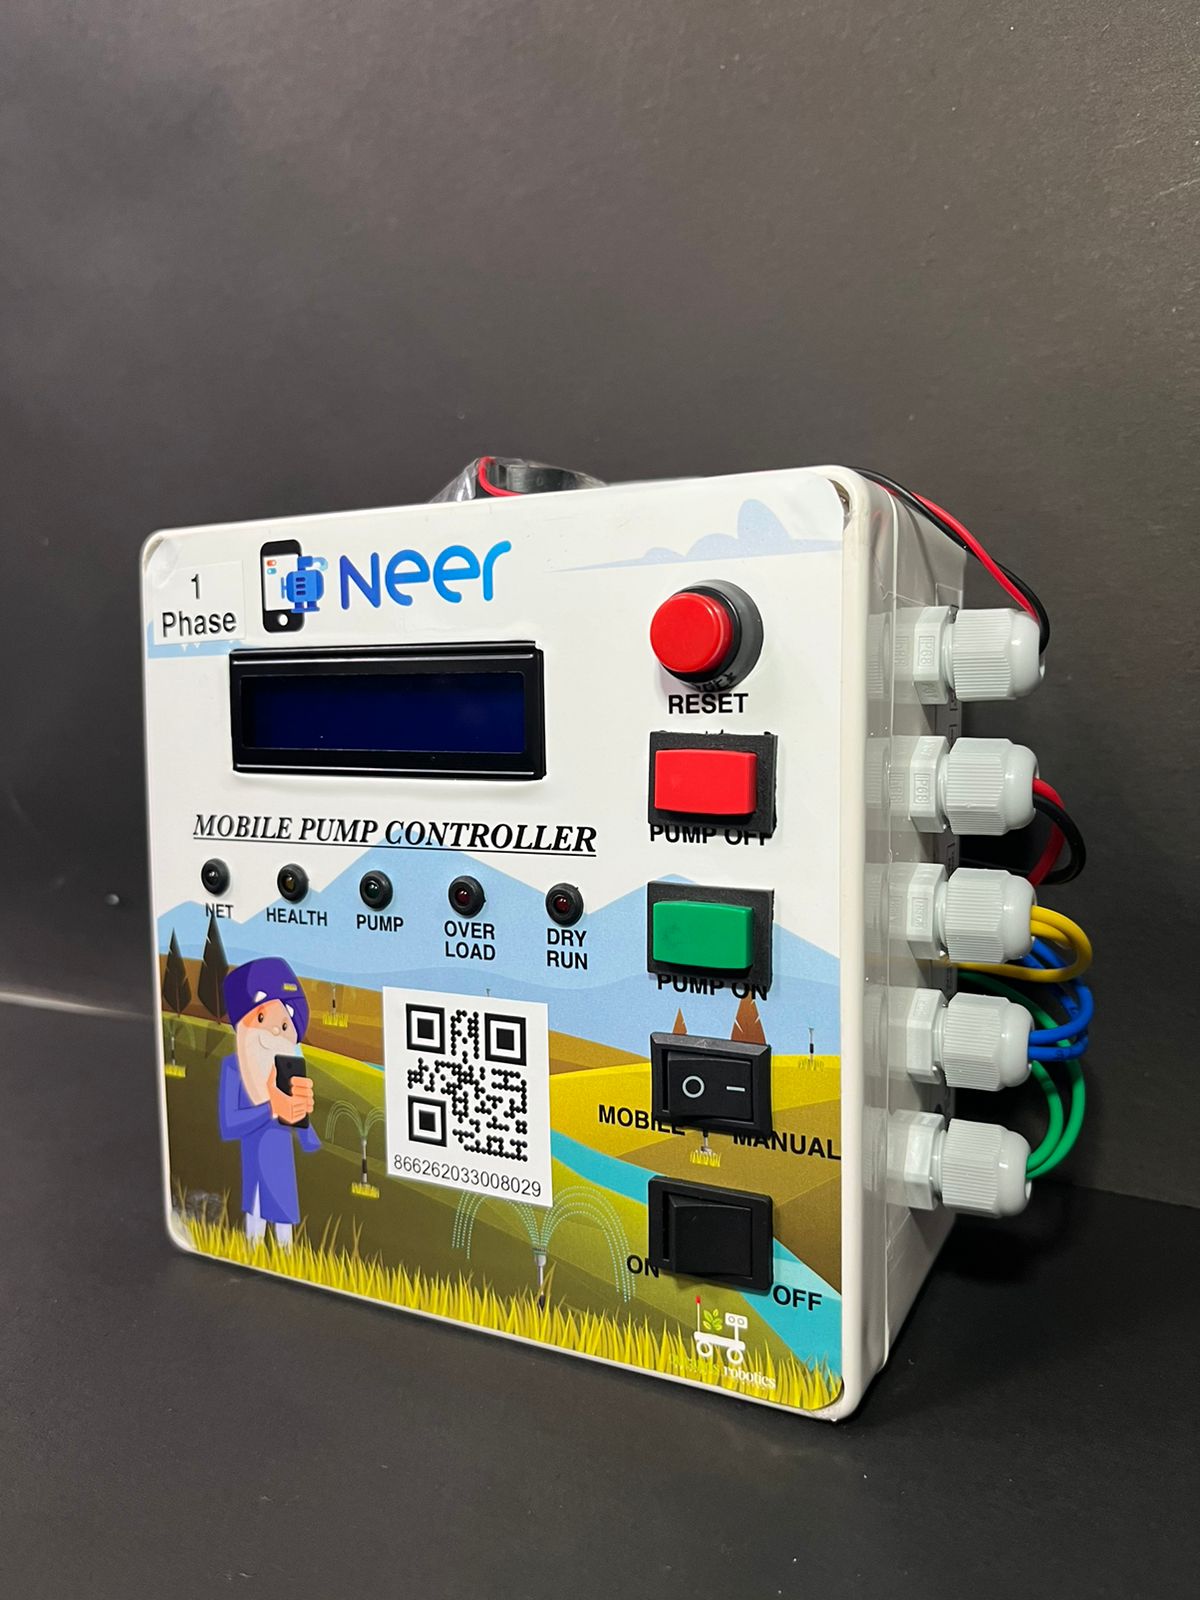 1
Phase
Neer
RESET
PUMP OFF
MOBILE PUMP CONTROLLER
NET
HEALTH
PUMP
OVER
LOAD
DRY
RUN
PUMP ON
MOBILE
MANUAL
866262033008029
ON
OFF
robotics